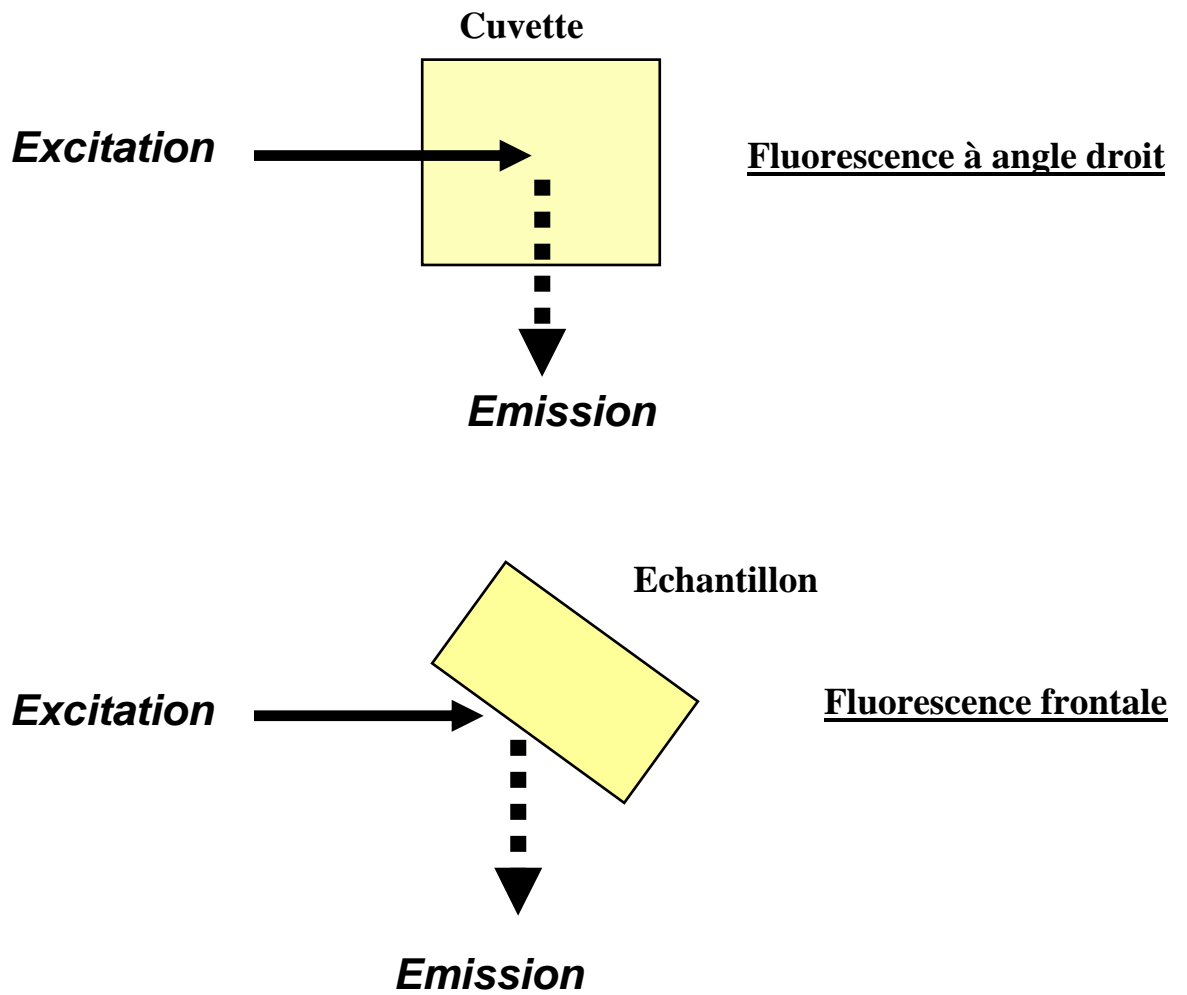 Cuvette
Excitation
Fluorescence à angle droit
Emission
Echantillon
Excitation
Fluorescence frontale
Emission